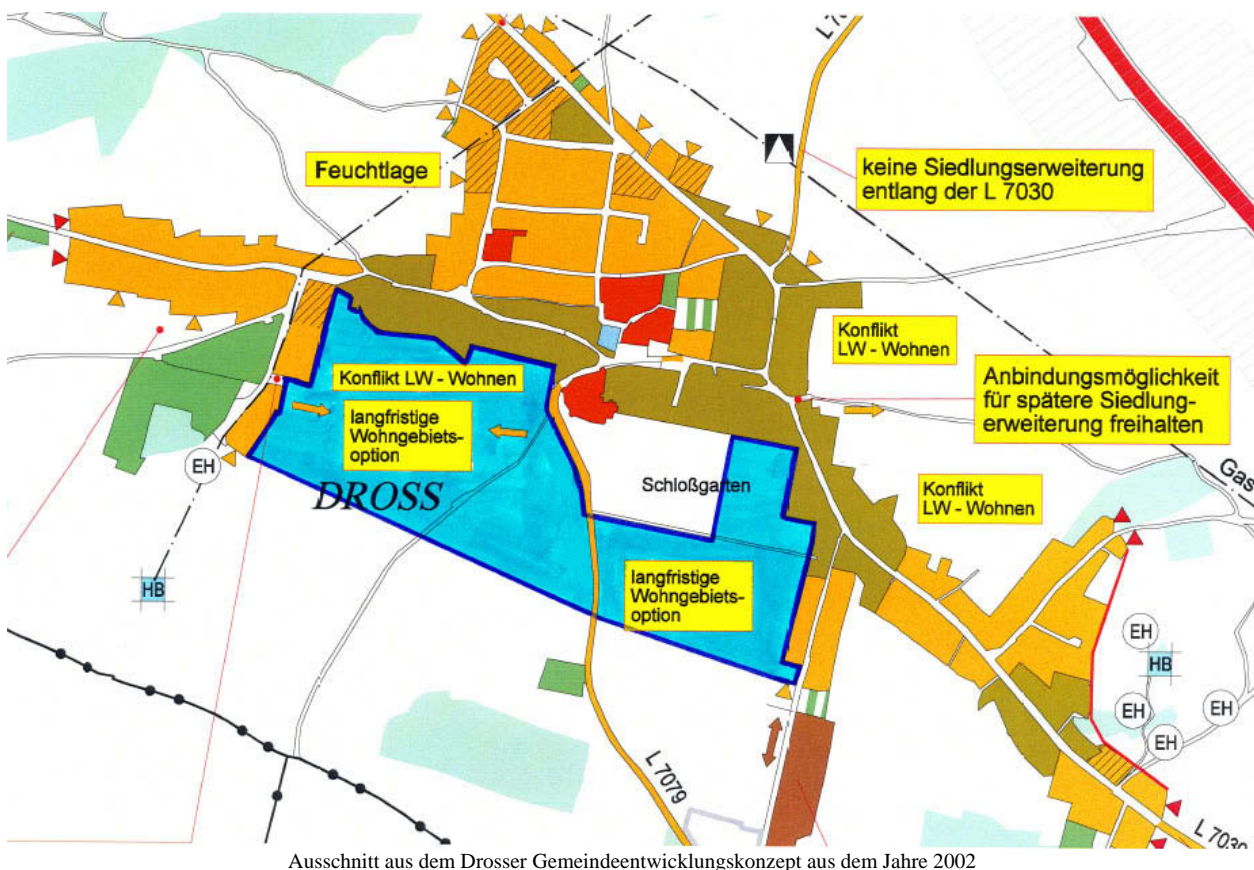 L 70
Feuchtlage
keine Siedlungserweiterung
entlang der L 7030
Konflikt
LW - Wohnen
Konflikt LW - Wohnen
Anbindungsmöglichkeit
für spätere Siedlung-
erweiterung freihalten
langfristige
Wohngebiets-
option
EH
DROSS
Schloßgarten
Konflikt
LW - Wohnen
Gas
HB
langfristige
Wohngebiets-
option
EH
HB
EH
EH
EH
L 7079
L 7030
Ausschnitt aus dem Drosser Gemeindeentwicklungskonzept aus dem Jahre 2002